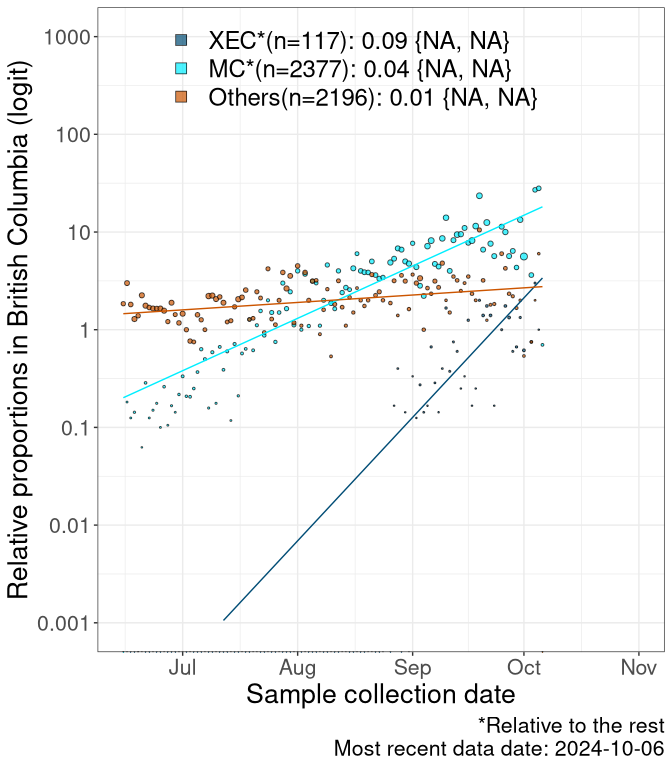 XEC*(n=117): 0.09 {NA, NA}
MC*(n=2377): 0.04 {NA, NA}
Others(n=2196): 0.01 {NA, NA}
Relative proportions in British Columbia (logit)
1000
100
10
1
0.1
0.01
0.001
Jul Aug Sep Oct Nov
Sample collection date
*Relative to the rest
Most recent data date: 2024-10-06